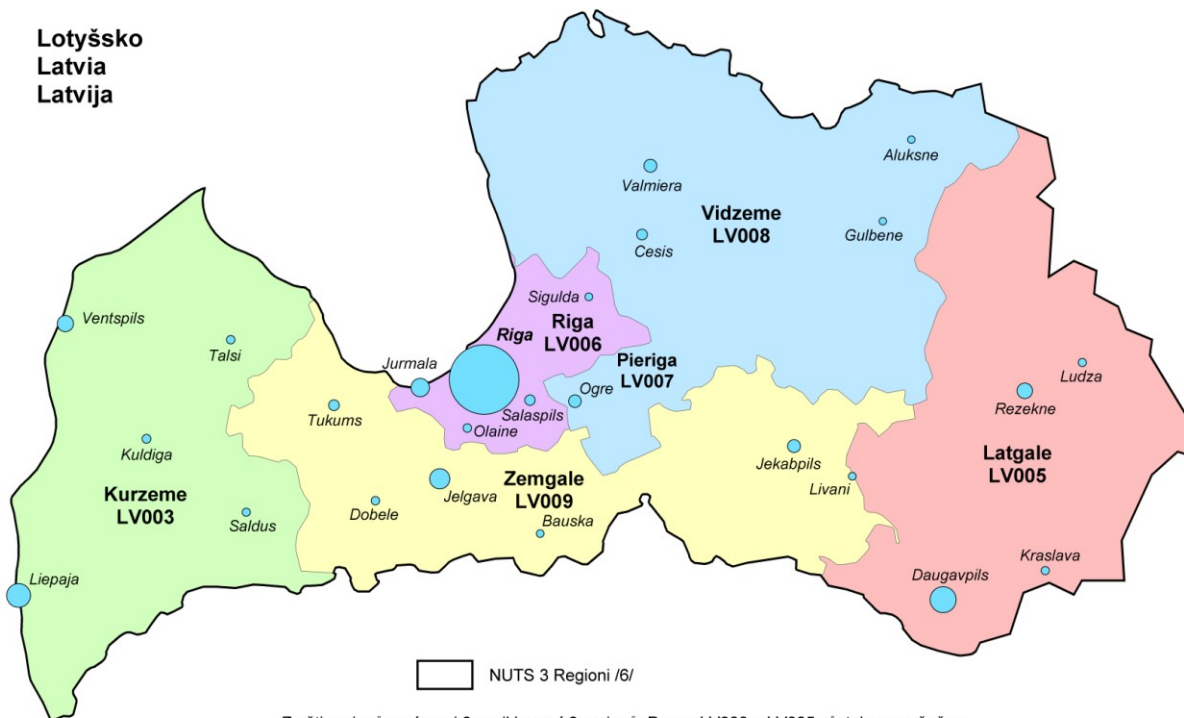 Lotyšsko
Latvia
Latvija
Aluksne
Valmiera
Vidzeme
LV008
Gulbene
Cesis
Sigulda
Ventspils
Riga
Riga
LV006
Talsi
Pieriga
LV007
Jurmala
Ludza
Ogre
Rezekne
Salaspils
Tukums
Olaine
Kuldiga
Latgale
LV005
Jekabpils
Zemgale
LV009
Livani
Jelgava
Kurzeme
LV003
Dobele
Saldus
Bauska
Kraslava
Liepaja
Daugavpils
NUTS 3 Regioni /6/